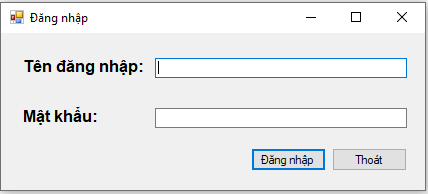 Đăng nhập
Tên đăng nhập:
Mật khẩu:
Đăng nhập Thoát